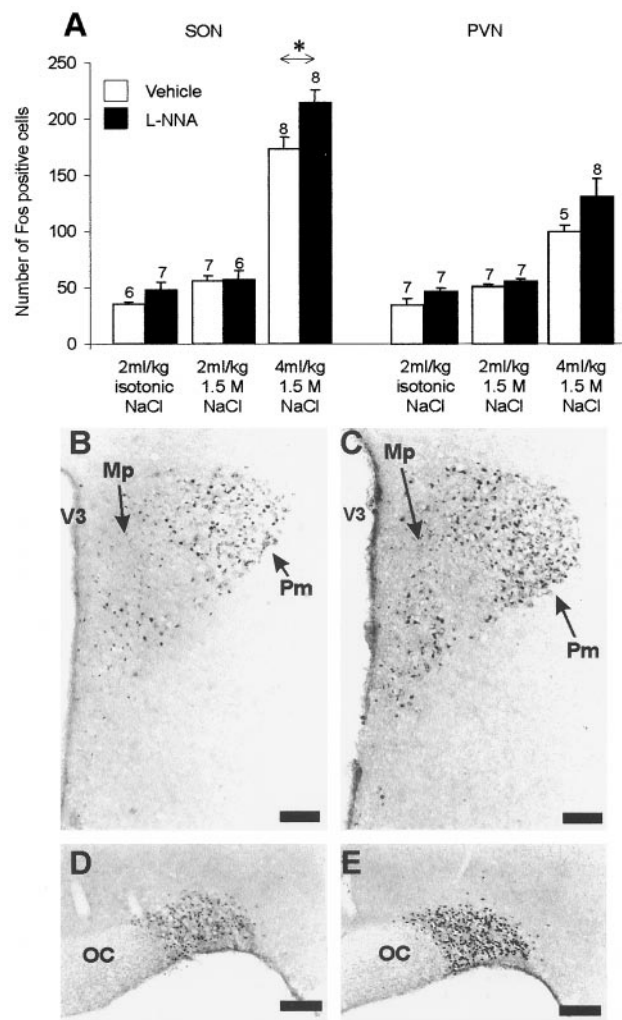 A
SON
PVN
*
250
200
150
100
50
0
Number of Fos positive cells
Vehicle
L-NNA
6 7 7 6 8 8 7 7 7 7 5 8
2ml/kg 2ml/kg 4ml/kg 2ml/kg 2ml/kg 4ml/kg
isotonic 1.5 M 1.5 M isotonic 1.5 M 1.5 M
NaCl NaCl NaCl NaCl NaCl NaCl
B
Mp
V3
Pm
C
Mp
V3
Pm
D
OC
E
OC